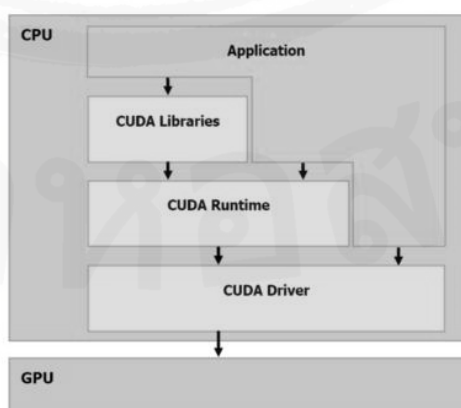 CPU
Application
CUDA Libraries
CUDA Runtime
CUDA Driver
GPU